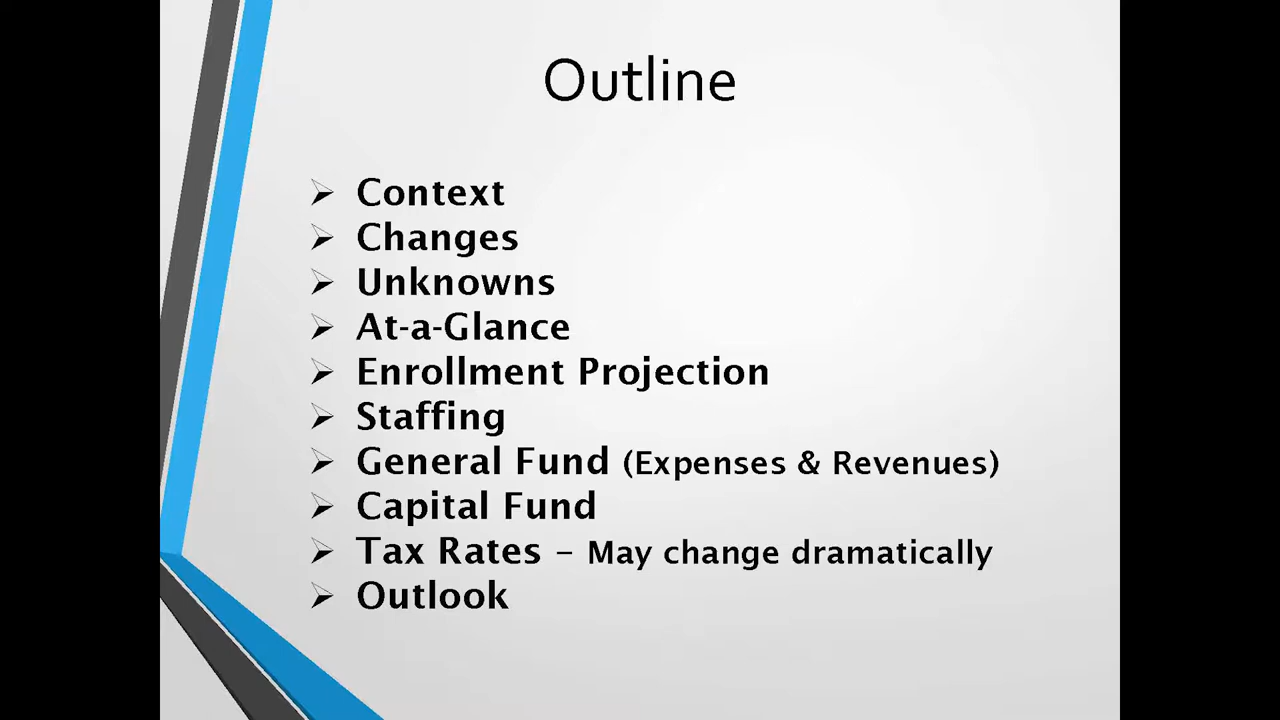 Outline
Context
Changes
Unknowns
At-a-Glance
Enrollment Projection
Staffing
General Fund (Expenses & Revenues)
Capital Fund
Tax Rates – May change dramatically
Outlook